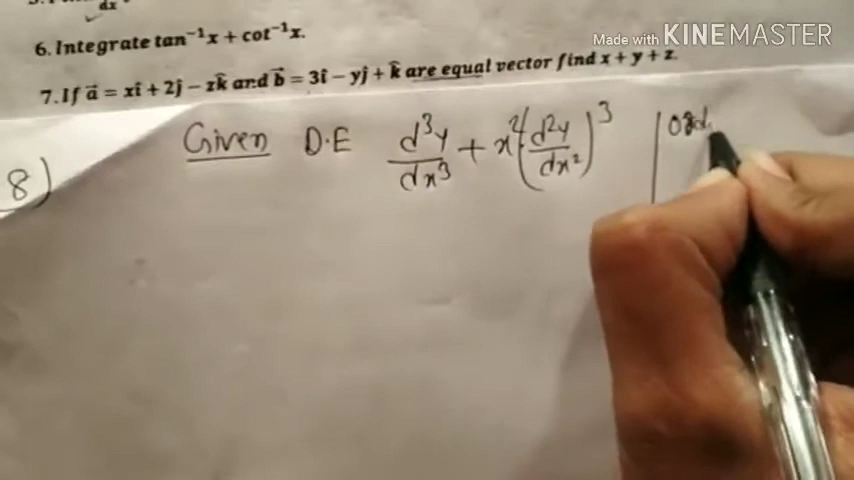 dx
Made with KINEMASTER
6. Integrate tan⁻¹x + cot⁻¹x.
7. If a⃗ = xî + 2ĵ − zk̂ and b⃗ = 3î − yĵ + k̂ are equal vector find x + y + z.
8) Given D.E d³y/dx³ + x²(d²y/dx²)³